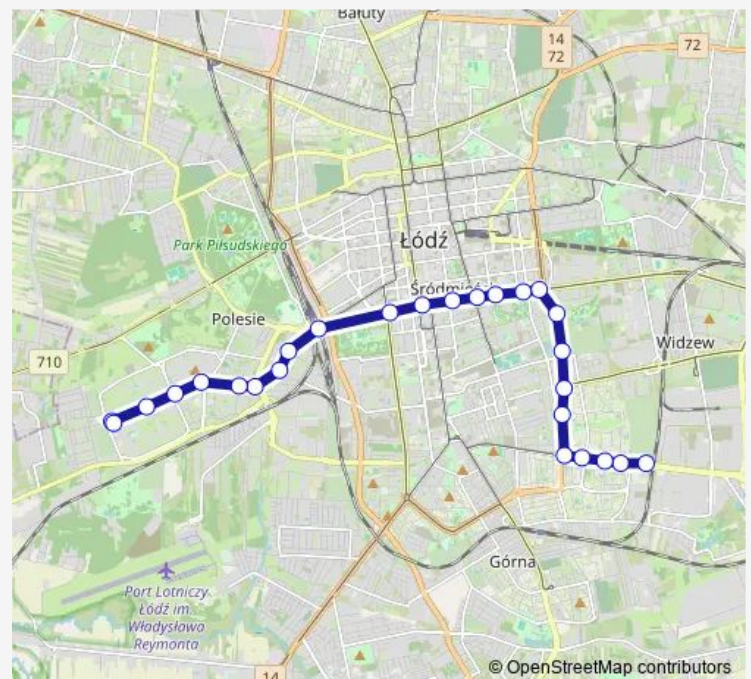 Bałuty
14
72
72
Park Piłsudskiego
Łódź
Śródmieś
Polesie
710
Widzew
Górna
Port Lotniczy
Łódź im.
Władysława
Reymonta
14
© OpenStreetMap contributors